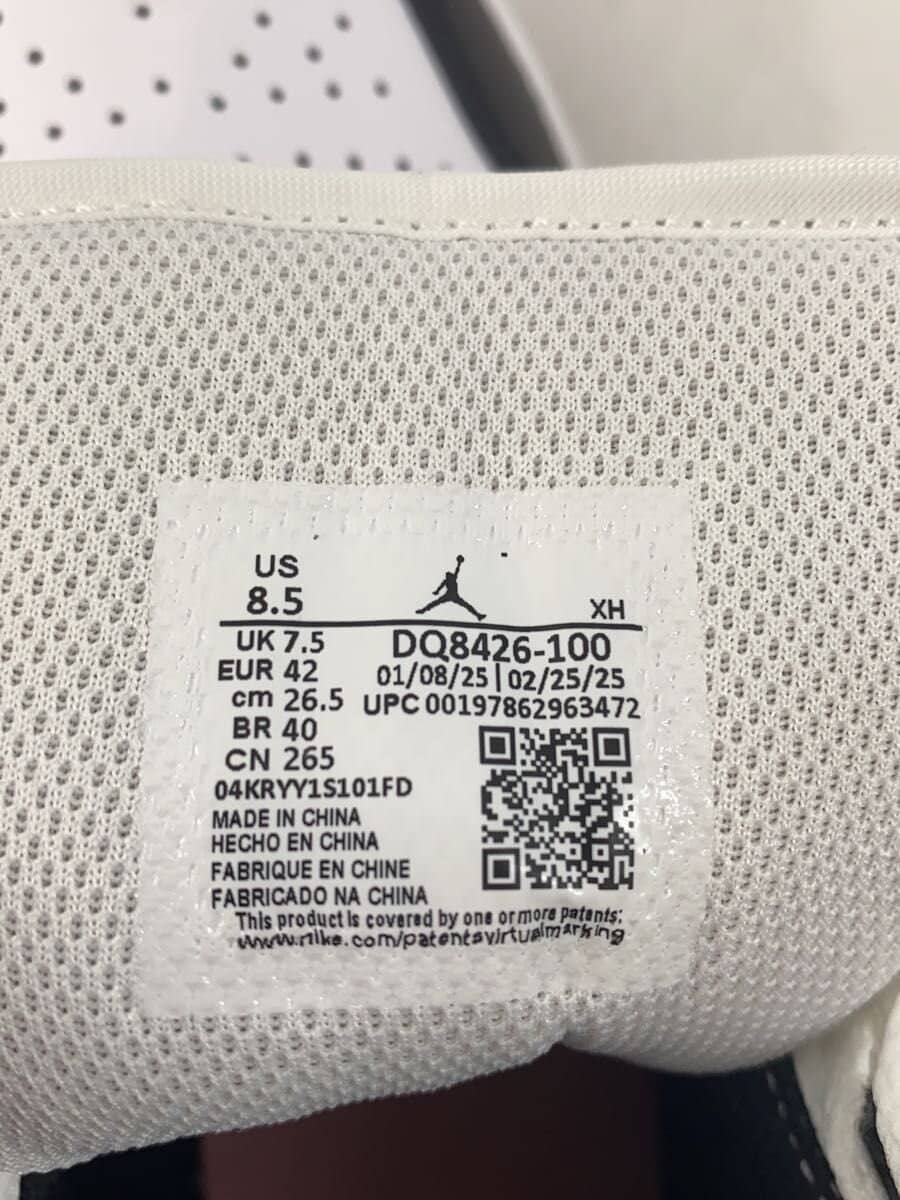 US
8.5
XH
UK 7.5
DQ8426-100
EUR 42
01/08/25 | 02/25/25
cm 26.5
UPC 00197862963472
BR 40
CN 265
04KRYY1S101FD
MADE IN CHINA
HECHO EN CHINA
FABRIQUE EN CHINE
FABRICADO NA CHINA
This product is covered by one or more patents;
www.nike.com/patentsvirtualmarking